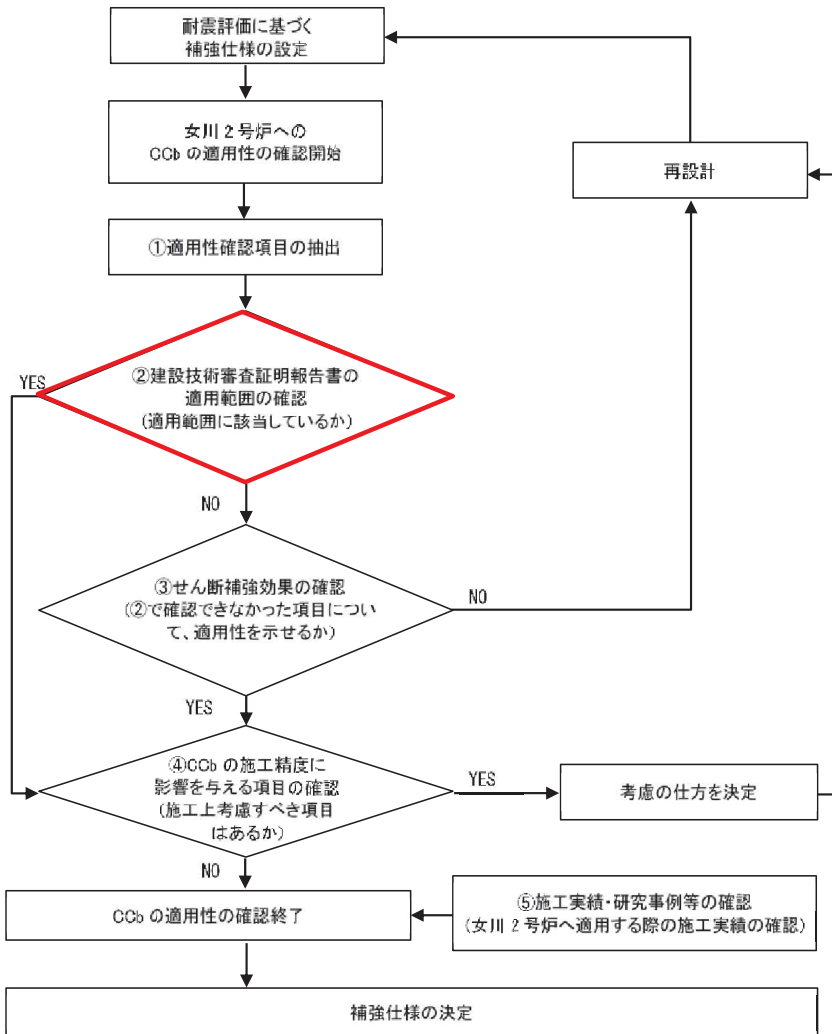 耐震評価に基づく
補強仕様の設定
女川２号炉への
CCb の適用性の確認開始
再設計
①適用性確認項目の抽出
YES
②建設技術審査証明報告書の
適用範囲の確認
(適用範囲に該当しているか)
NO
③せん断補強効果の確認
(②で確認できなかった項目につい
て、適用性を示せるか)
NO
YES
④CCb の施工精度に
影響を与える項目の確認
(施工上考慮すべき項目
はあるか)
YES
考慮の仕方を決定
NO
CCb の適用性の確認終了
⑤施工実績・研究事例等の確認
(女川２号炉へ適用する際の施工実績の確認)
補強仕様の決定